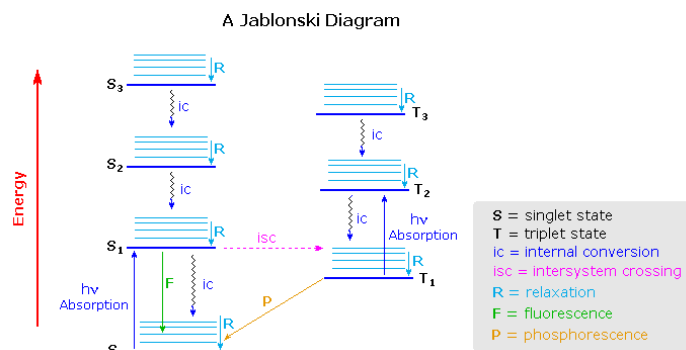 A Jablonski Diagram
Energy
S3
R
ic
S2
R
ic
S1
R
isc
hν
Absorption
F
ic
R
S
P
R
T3
ic
R
T2
ic
hν
Absorption
R
T1
S = singlet state
T = triplet state
ic = internal conversion
isc = intersystem crossing
R = relaxation
F = fluorescence
P = phosphorescence